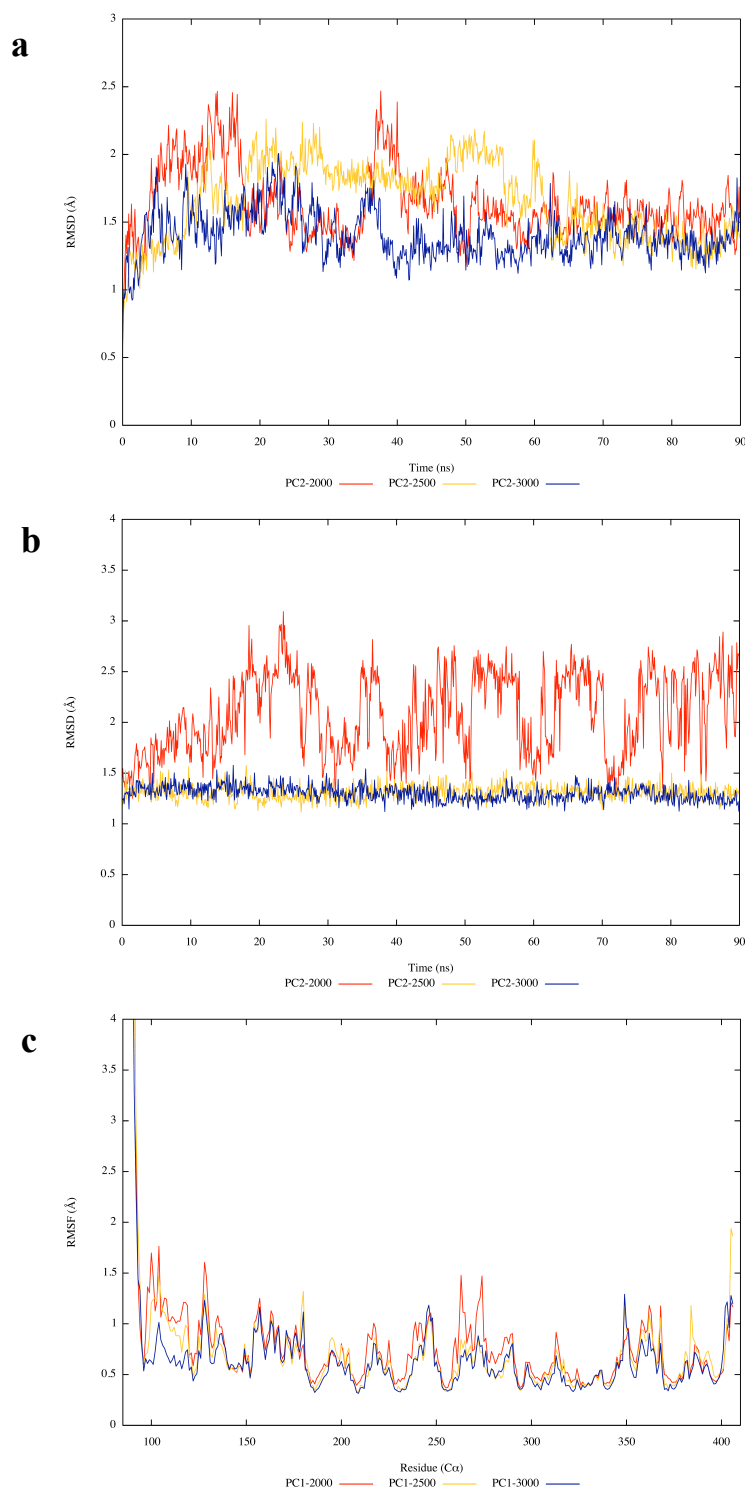 a
3
2.5
2
1.5
1
0.5
0
RMSD (Å)
0 10 20 30 40 50 60 70 80 90
Time (ns)
PC2-2000 PC2-2500 PC2-3000
b
4
3.5
3
2.5
2
1.5
1
0.5
0
RMSD (Å)
0 10 20 30 40 50 60 70 80 90
Time (ns)
PC2-2000 PC2-2500 PC2-3000
c
4
3.5
3
2.5
2
1.5
1
0.5
0
RMSF (Å)
100 150 200 250 300 350 400
Residue (Cα)
PC1-2000 PC1-2500 PC1-3000